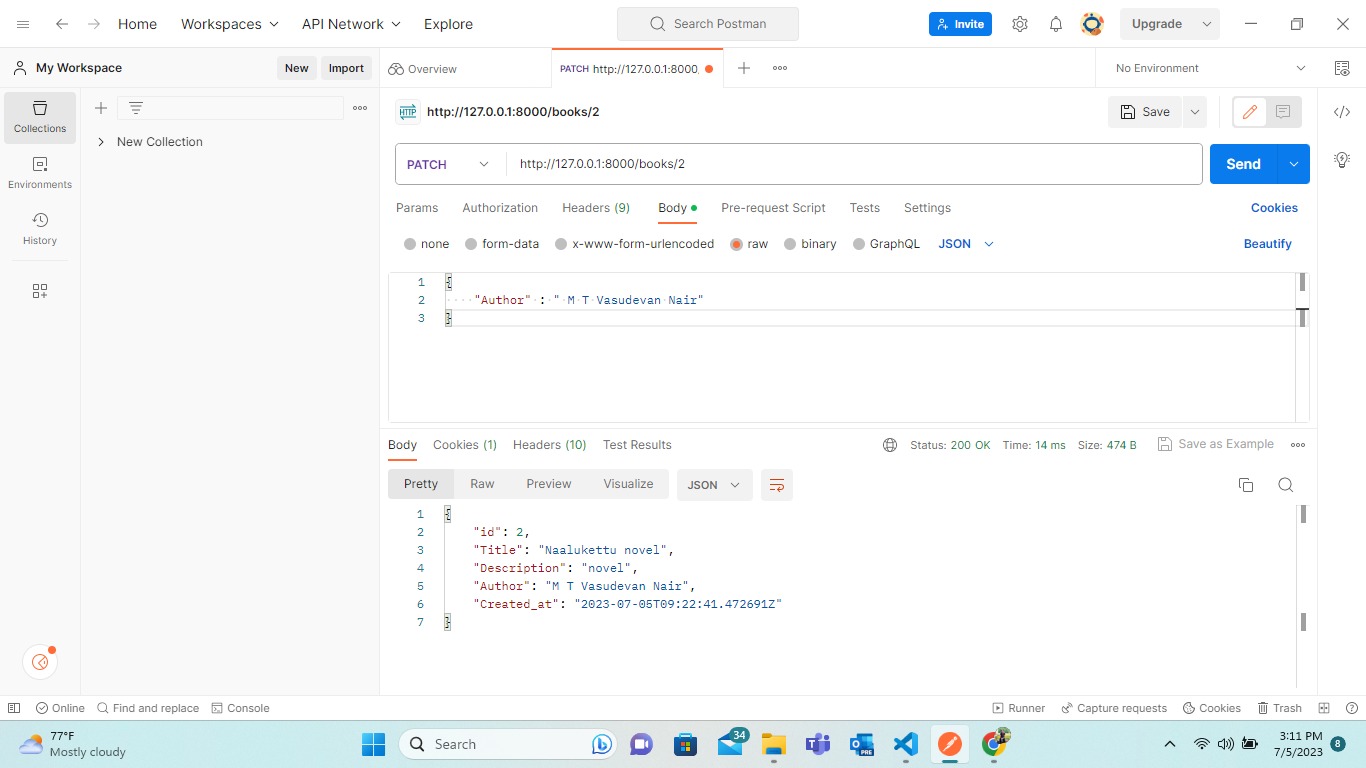 Home Workspaces API Network Explore Search Postman Invite Upgrade
My Workspace New Import Overview PATCH http://127.0.0.1:8000, No Environment
Collections
New Collection
Environments
History
HTTP http://127.0.0.1:8000/books/2 Save
PATCH http://127.0.0.1:8000/books/2 Send
Params Authorization Headers (9) Body Pre-request Script Tests Settings Cookies
none form-data x-www-form-urlencoded raw binary GraphQL JSON Beautify
1 {
2 "Author" : " M T Vasudevan Nair"
3 }
Body Cookies (1) Headers (10) Test Results Status: 200 OK Time: 14 ms Size: 474 B Save as Example
Pretty Raw Preview Visualize JSON
1 {
2 "id": 2,
3 "Title": "Naalukettu novel",
4 "Description": "novel",
5 "Author": "M T Vasudevan Nair",
6 "Created_at": "2023-07-05T09:22:41.472691Z"
7 }
Online Find and replace Console Runner Capture requests Cookies Trash
77°F
Mostly cloudy
Search
34
PRE
3:11 PM
7/5/2023
8